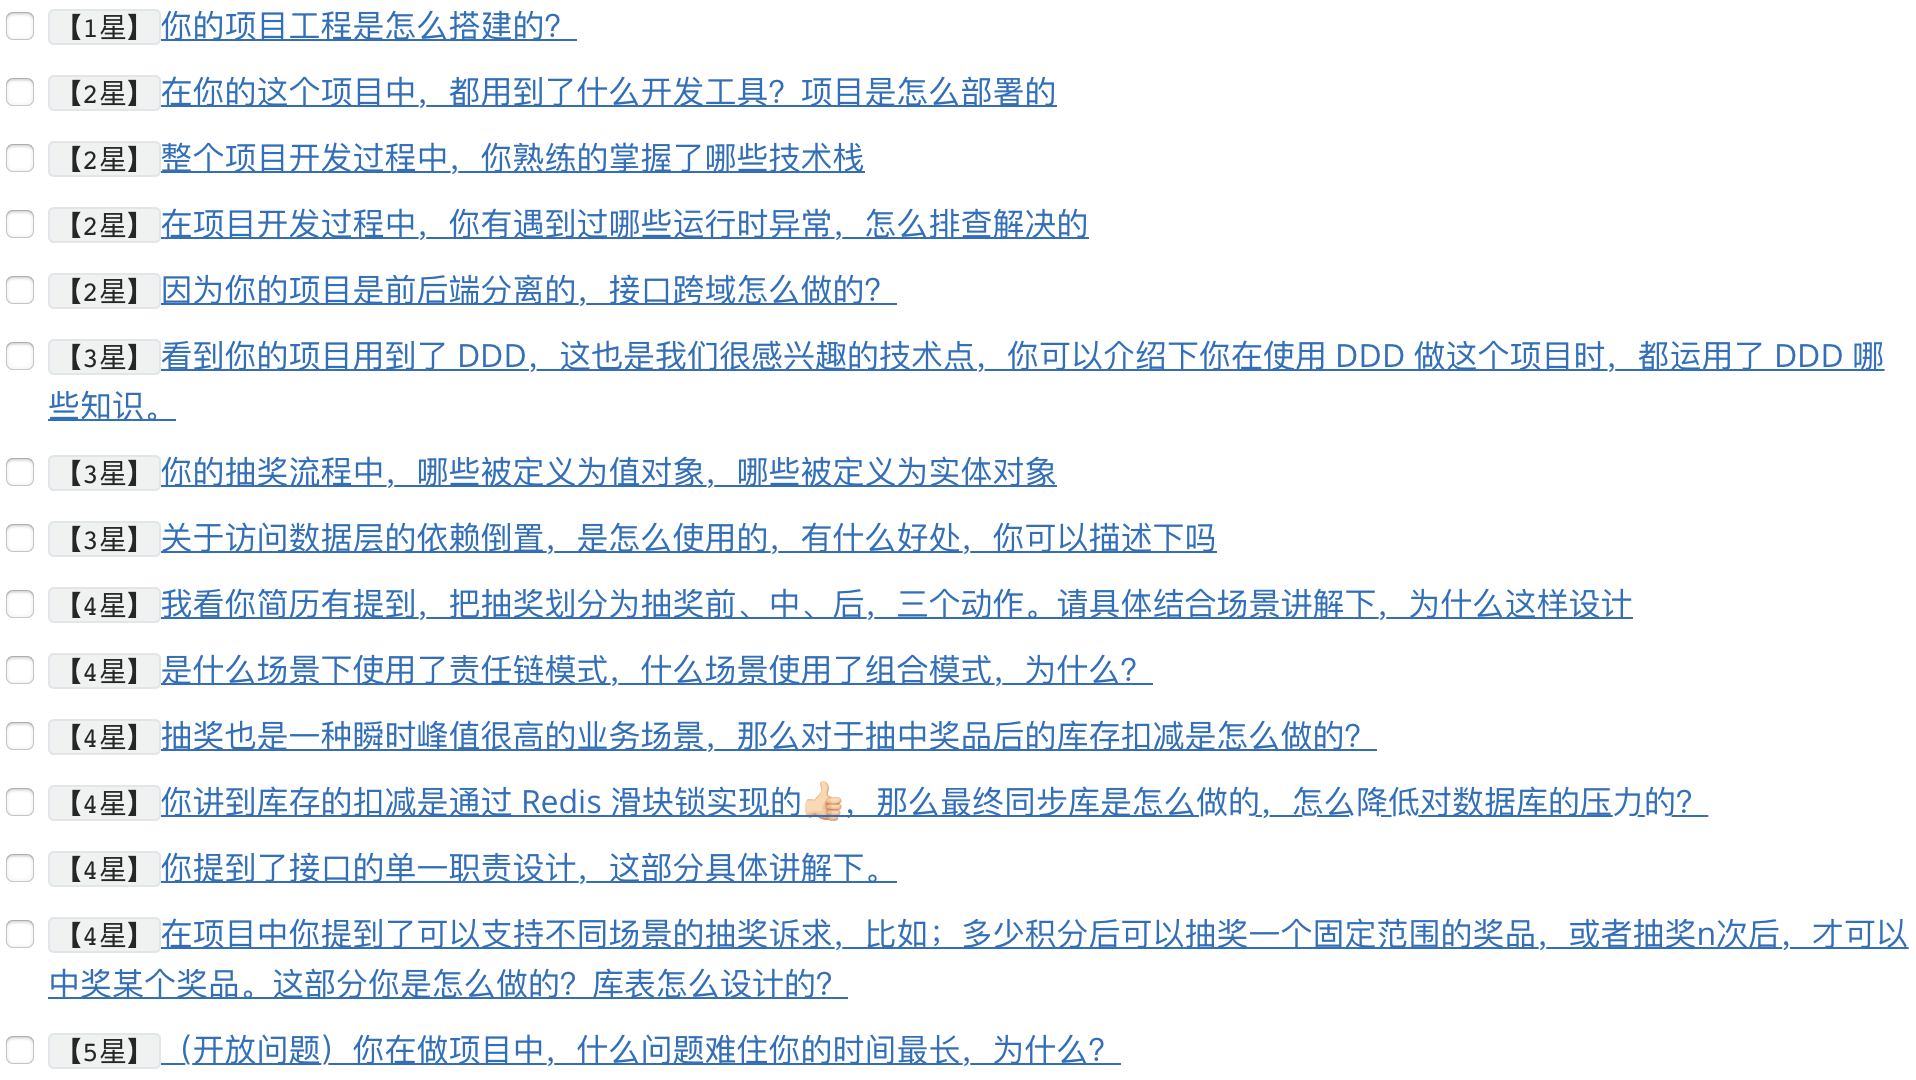 【1星】你的项目工程是怎么搭建的？
【2星】在你的这个项目中，都用到了什么开发工具？项目是怎么部署的
【2星】整个项目开发过程中，你熟练的掌握了哪些技术栈
【2星】在项目开发过程中，你有遇到过哪些运行时异常，怎么排查解决的
【2星】因为你的项目是前后端分离的，接口跨域怎么做的？
【3星】看到你的项目用到了 DDD，这也是我们很感兴趣的技术点，你可以介绍下你在使用 DDD 做这个项目时，都运用了 DDD 哪
些知识。
【3星】你的抽奖流程中，哪些被定义为值对象，哪些被定义为实体对象
【3星】关于访问数据层的依赖倒置，是怎么使用的，有什么好处，你可以描述下吗
【4星】我看你简历有提到，把抽奖划分为抽奖前、中、后，三个动作。请具体结合场景讲解下，为什么这样设计
【4星】是什么场景下使用了责任链模式，什么场景使用了组合模式，为什么？
【4星】抽奖也是一种瞬时峰值很高的业务场景，那么对于抽中奖品后的库存扣减是怎么做的？
【4星】你讲到库存的扣减是通过 Redis 滑块锁实现的👍🏻，那么最终同步库是怎么做的，怎么降低对数据库的压力的？
【4星】你提到了接口的单一职责设计，这部分具体讲解下。
【4星】在项目中你提到了可以支持不同场景的抽奖诉求，比如；多少积分后可以抽奖一个固定范围的奖品，或者抽奖n次后，才可以
中奖某个奖品。这部分你是怎么做的？库表怎么设计的？
【5星】（开放问题）你在做项目中，什么问题难住你的时间最长，为什么？